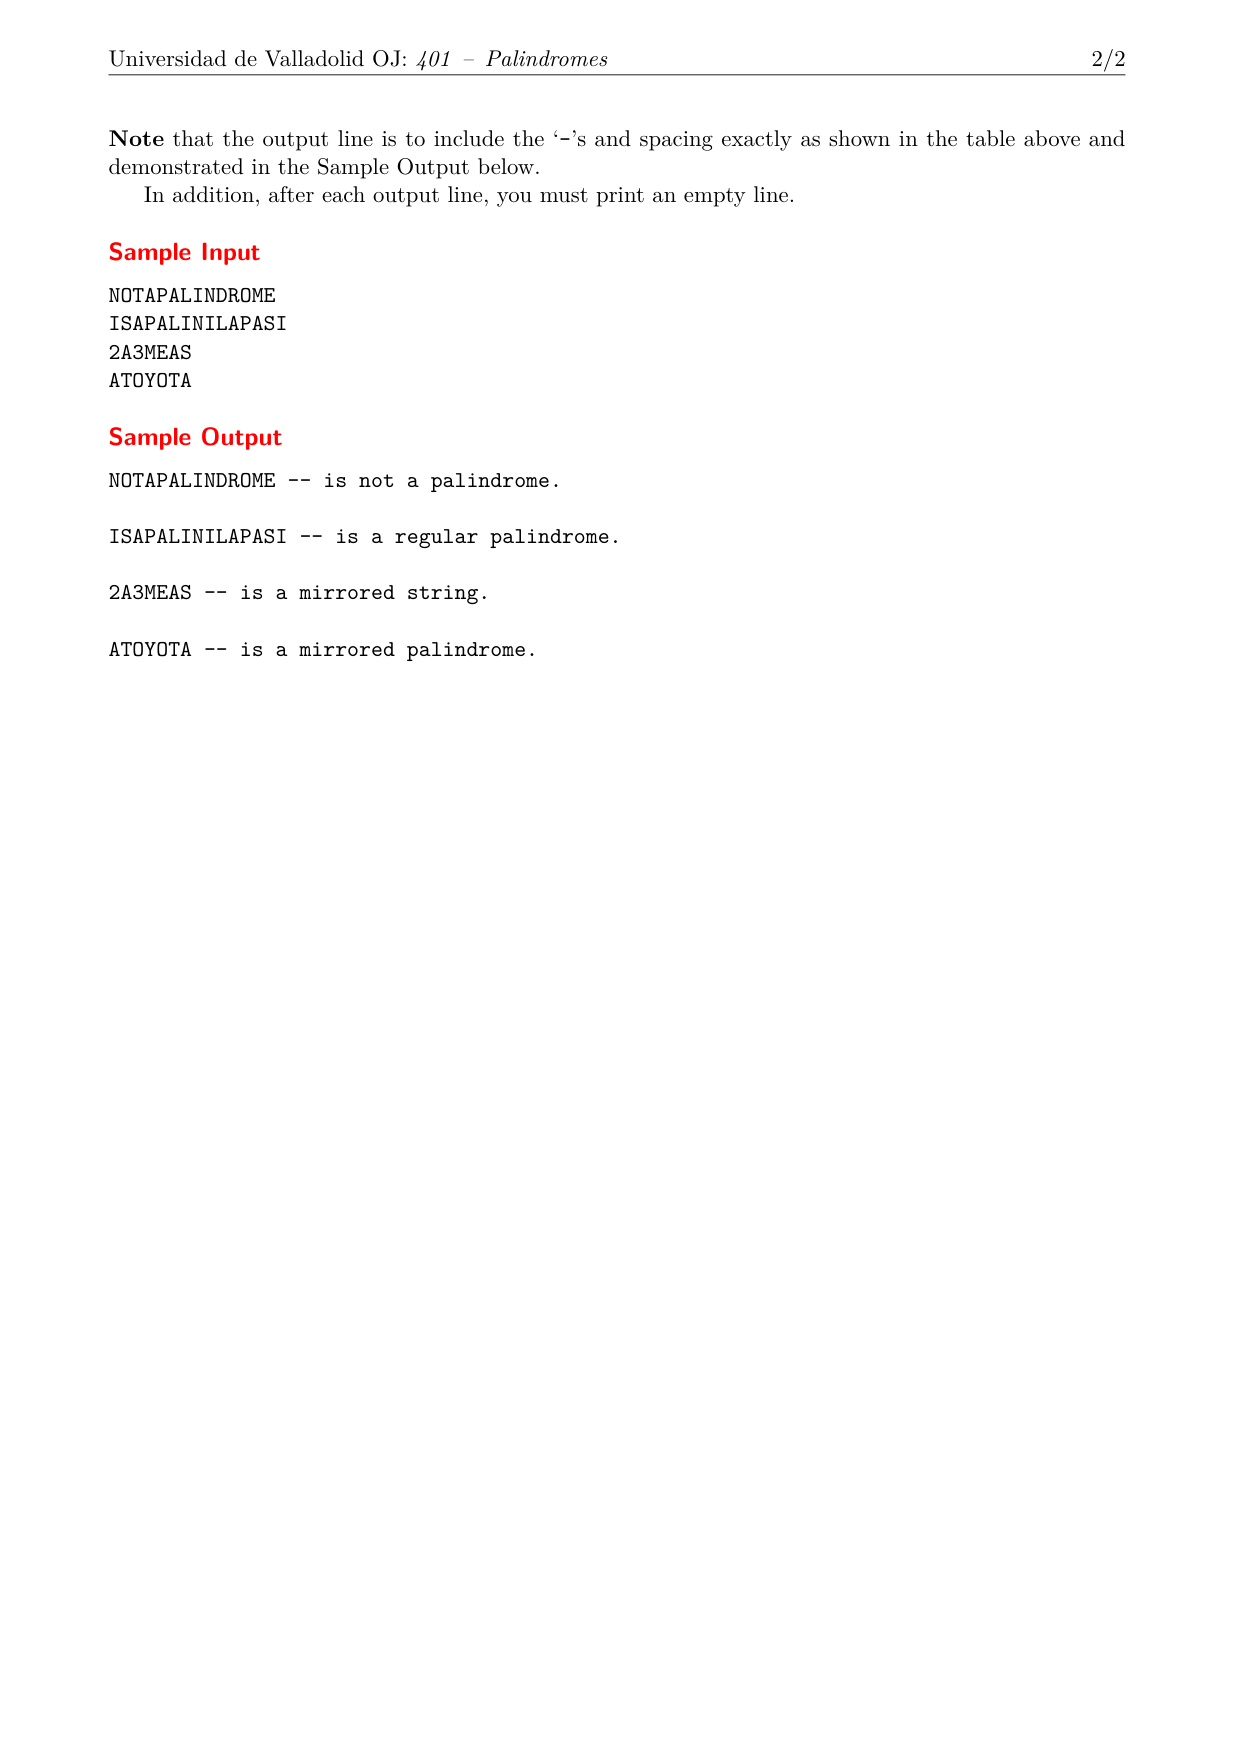 Universidad de Valladolid OJ: 401 – Palindromes 2/2
Note that the output line is to include the ‘-’s and spacing exactly as shown in the table above and
demonstrated in the Sample Output below.
In addition, after each output line, you must print an empty line.
Sample Input
NOTAPALINDROME
ISAPALINILAPASI
2A3MEAS
ATOYOTA
Sample Output
NOTAPALINDROME -- is not a palindrome.
ISAPALINILAPASI -- is a regular palindrome.
2A3MEAS -- is a mirrored string.
ATOYOTA -- is a mirrored palindrome.